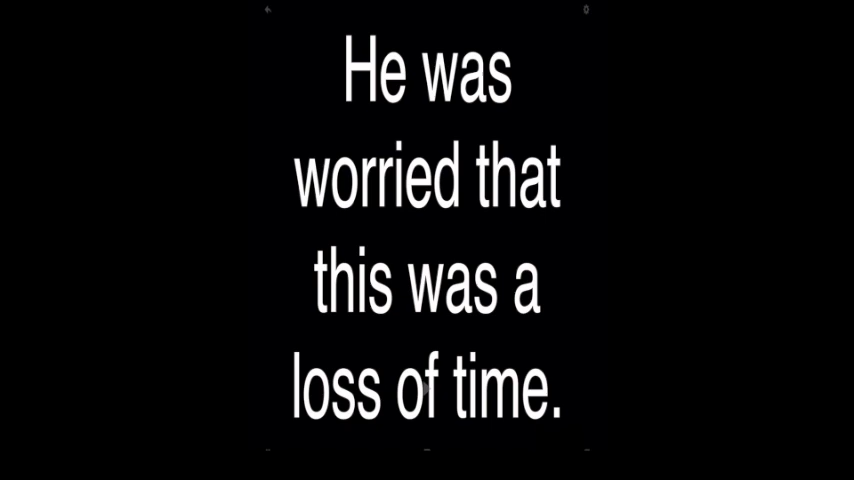 He was
worried that
this was a
loss of time.